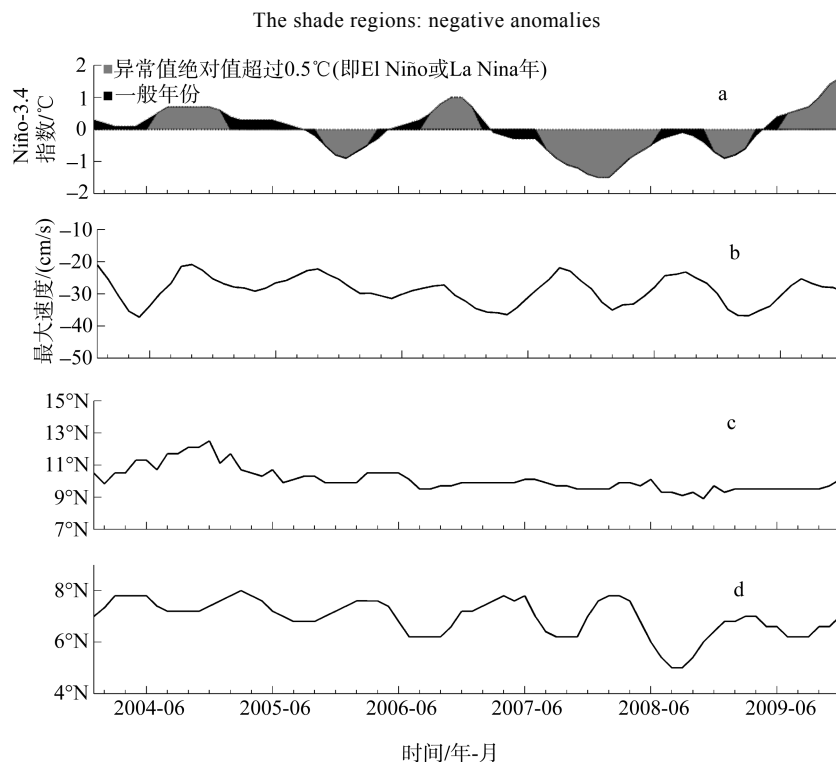 The shade regions: negative anomalies
异常值绝对值超过0.5℃(即El Niño或La Nina年)
一般年份
a
2
1
0
–1
–2
Niño-3.4
指数/℃
b
–10
–20
–30
–40
–50
最大速度/(cm/s)
c
15°N
13°N
11°N
9°N
7°N
d
8°N
6°N
4°N
2004-06 2005-06 2006-06 2007-06 2008-06 2009-06
时间/年-月